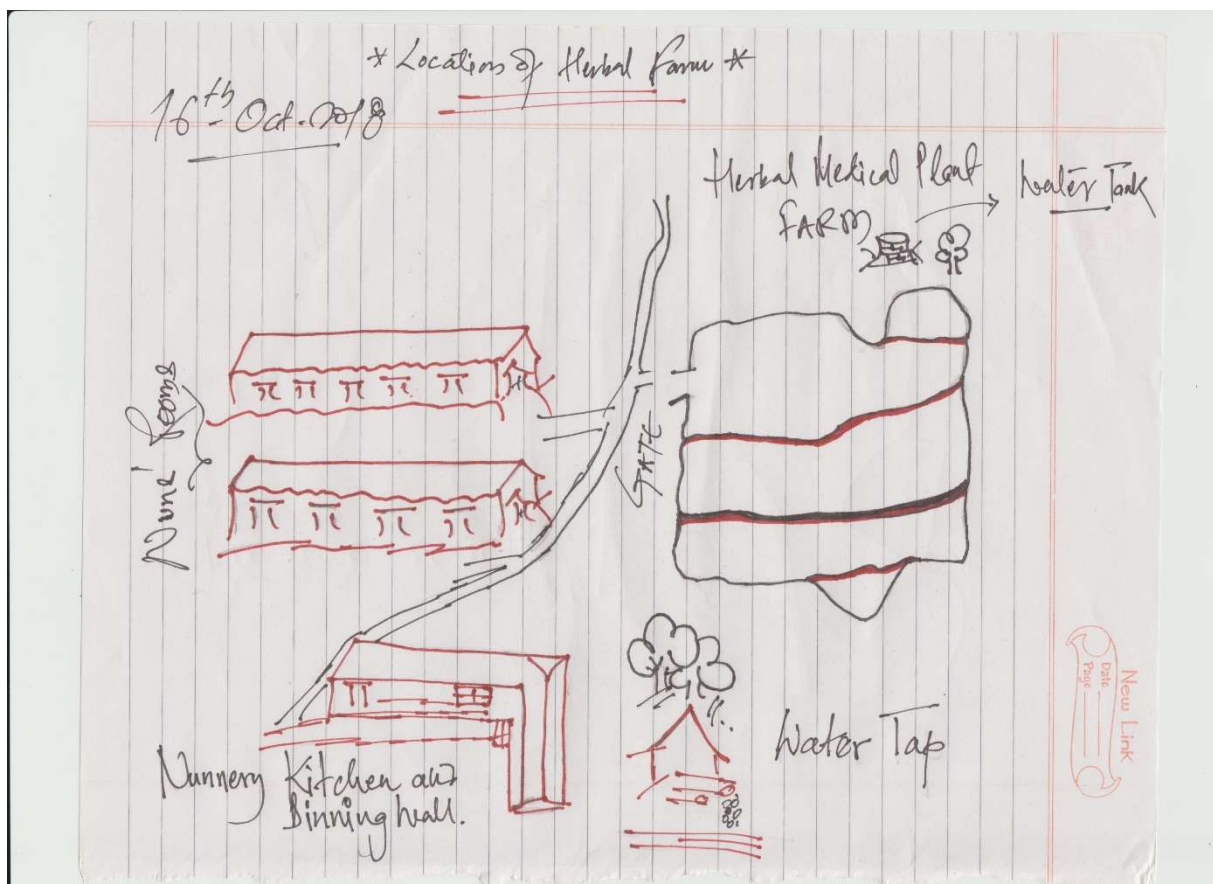 * Location of Herbal Farm *
16th Oct. 2018
Herbal Medical Plant
FARM
Water Tank
Nuns' Rooms
GATE
Nunnery Kitchen and
Dinning hall.
Water Tap
New Link
Date
Page